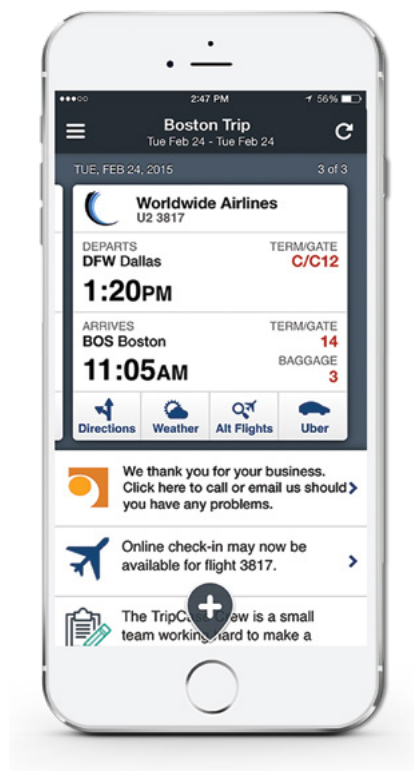 2:47 PM
56%
Boston Trip
Tue Feb 24 - Tue Feb 24
TUE, FEB 24, 2015
3 of 3
Worldwide Airlines
U2 3817
DEPARTS
TERM/GATE
DFW Dallas
C/C12
1:20PM
ARRIVES
TERM/GATE
BOS Boston
14
11:05AM
BAGGAGE
3
Directions
Weather
Alt Flights
Uber
We thank you for your business.
Click here to call or email us should
you have any problems.
Online check-in may now be
available for flight 3817.
The Crew is a small
team working hard to make a